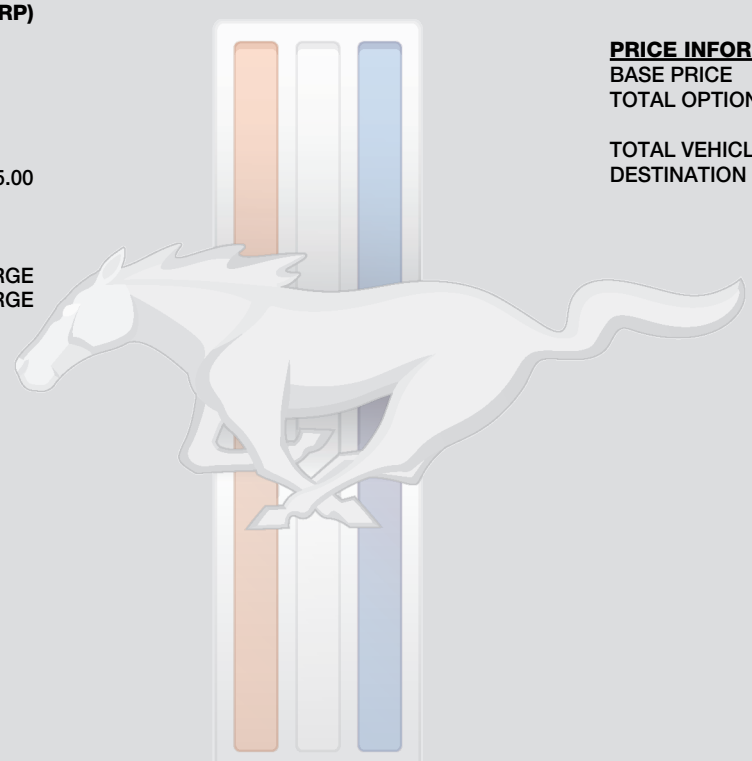 RP)
5.00
RGE
RGE
PRICE INFOR
BASE PRICE
TOTAL OPTION
TOTAL VEHICL
DESTINATION